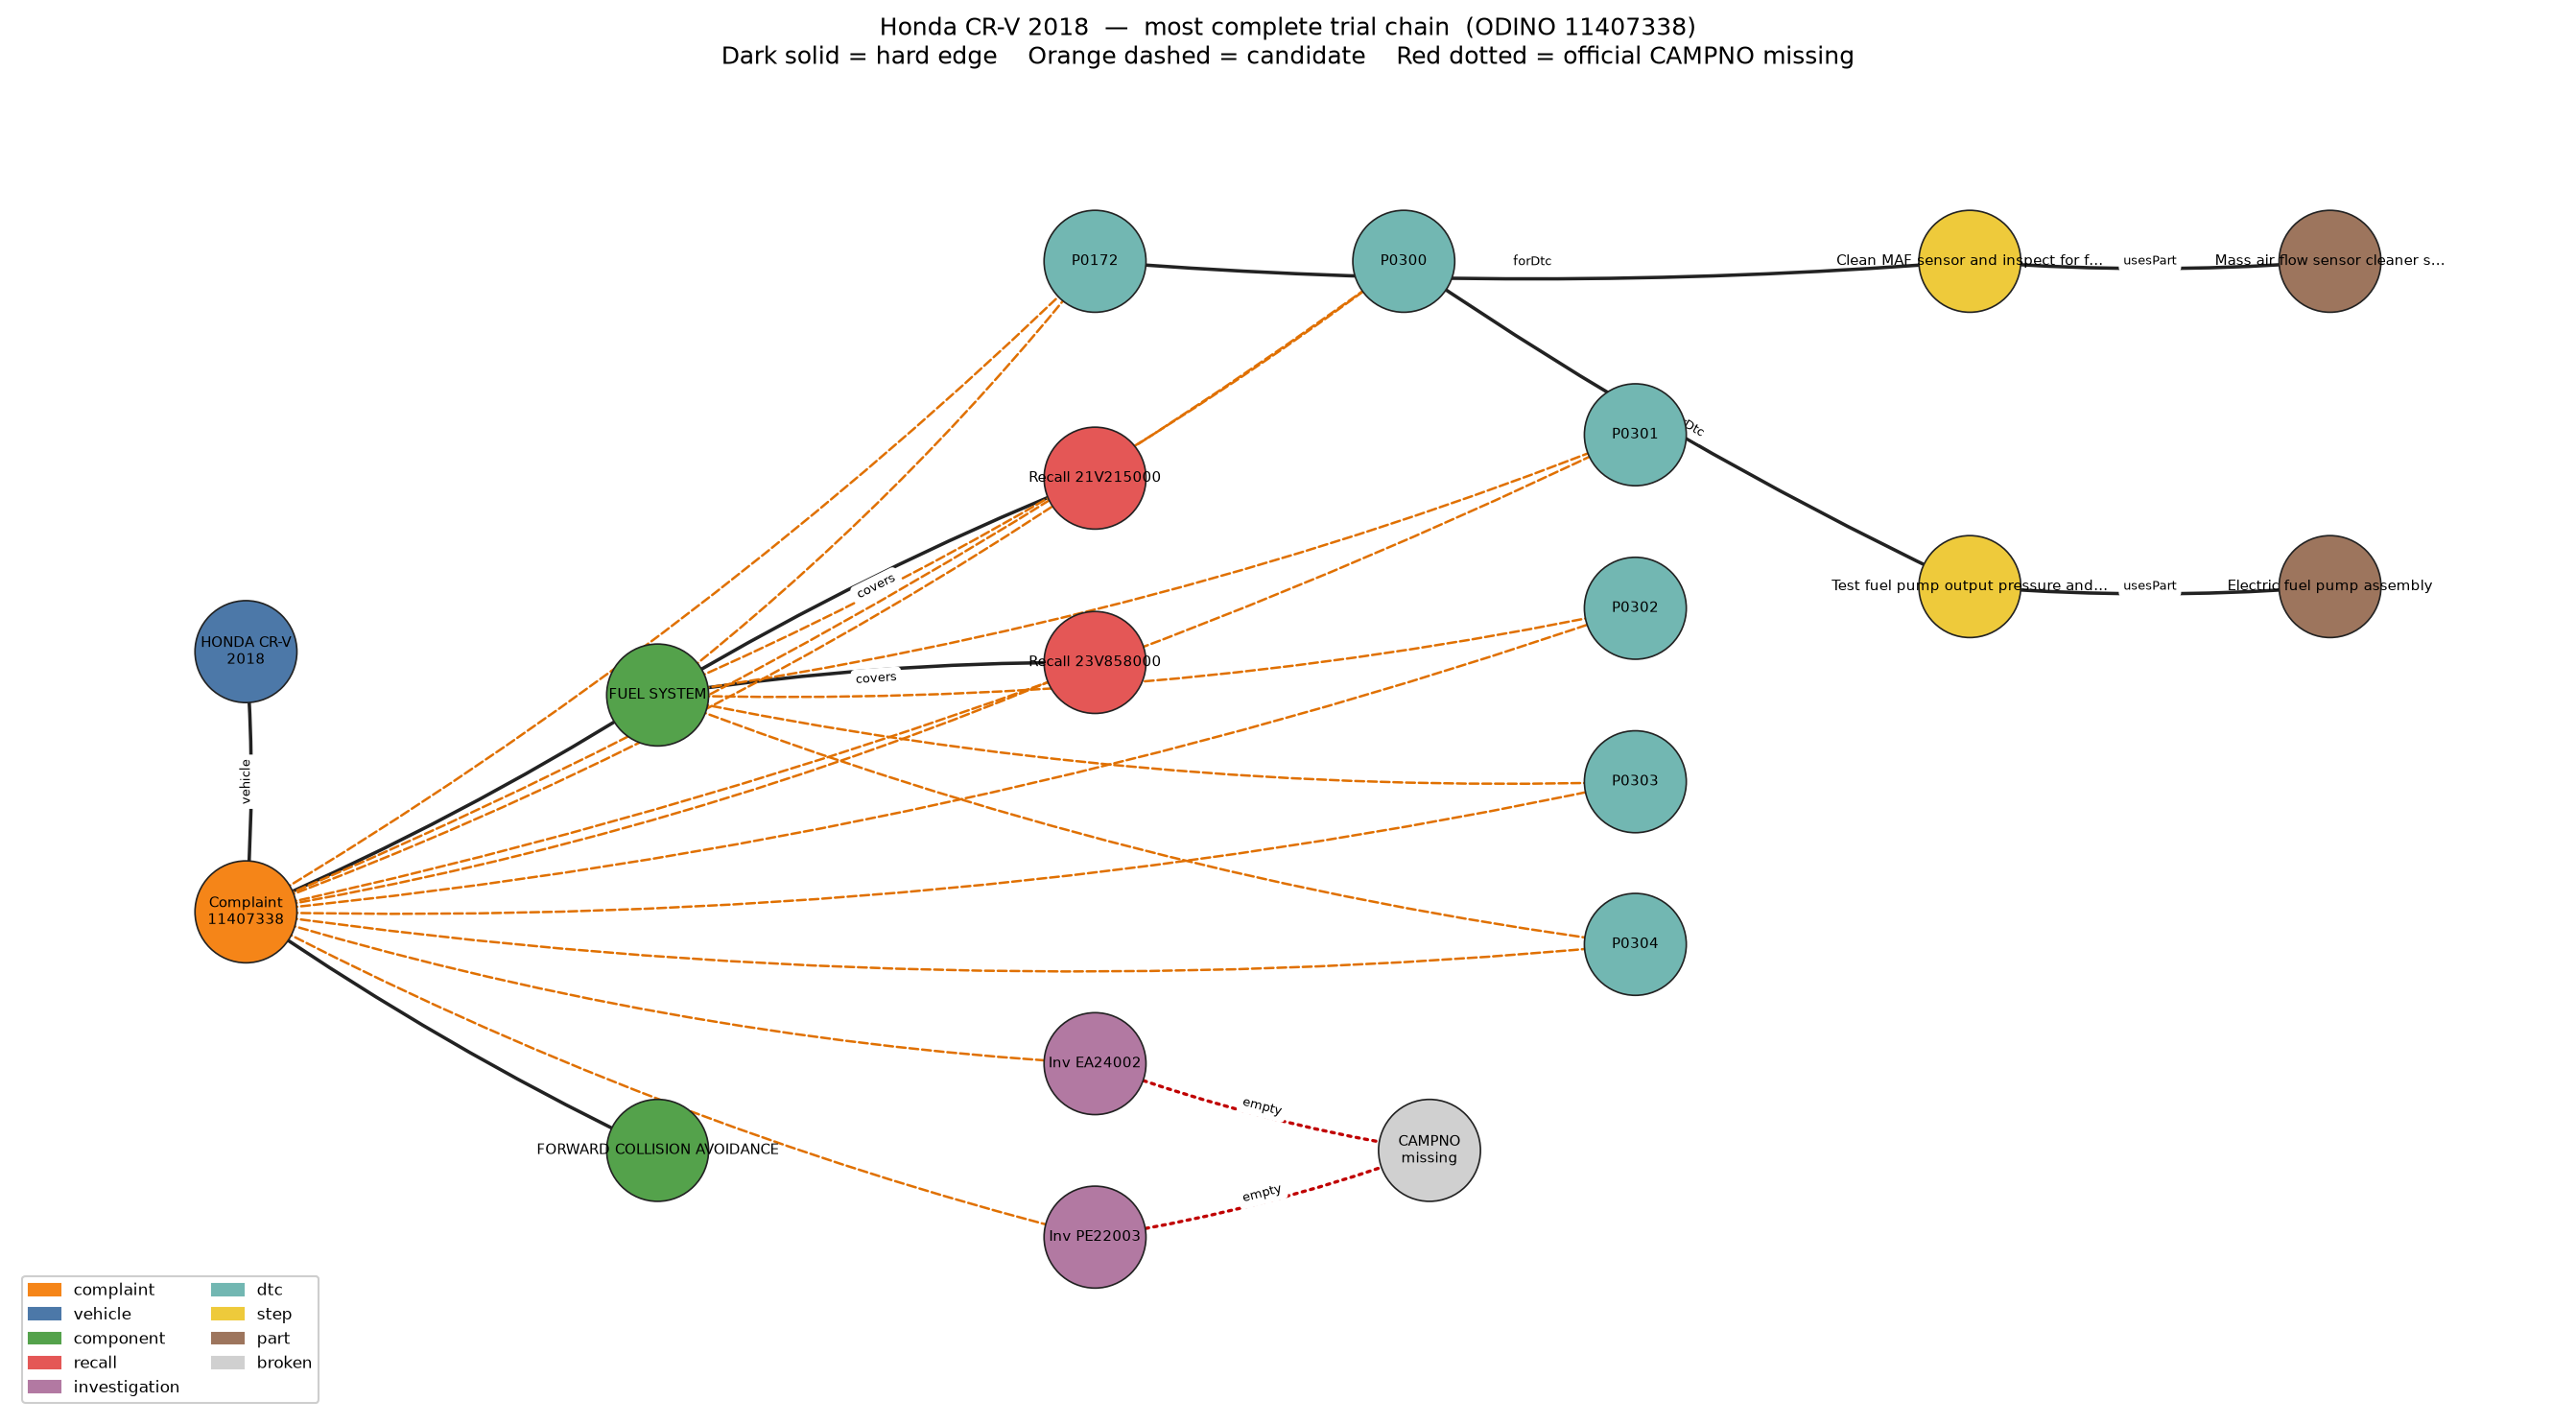 Honda CR-V 2018  —  most complete trial chain  (ODINO 11407338)
Dark solid = hard edge    Orange dashed = candidate    Red dotted = official CAMPNO missing
P0172
P0300
forDtc
Clean MAF sensor and inspect for f...
usesPart
Mass air flow sensor cleaner s...
P0301
Dtc
Recall 21V215000
covers
Test fuel pump output pressure and...
usesPart
Electric fuel pump assembly
P0302
HONDA CR-V
2018
Recall 23V858000
covers
FUEL SYSTEM
vehicle
P0303
Complaint
11407338
P0304
Inv EA24002
empty
CAMPNO
missing
FORWARD COLLISION AVOIDANCE
empty
Inv PE22003
complaint
vehicle
component
recall
investigation
dtc
step
part
broken